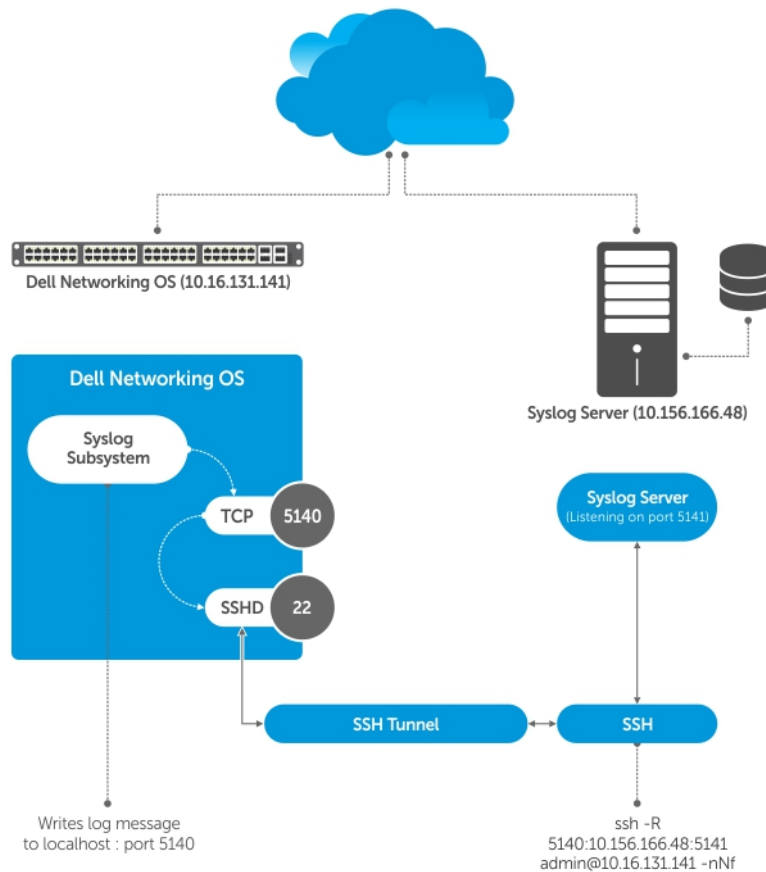 Dell Networking OS (10.16.131.141)
Syslog Server (10.156.166.48)
Dell Networking OS
Syslog
Subsystem
TCP
5140
SSHD
22
Syslog Server
(Listening on port 5141)
SSH Tunnel
SSH
Writes log message
to localhost : port 5140
ssh -R
5140:10.156.166.48:5141
admin@10.16.131.141 -nNf